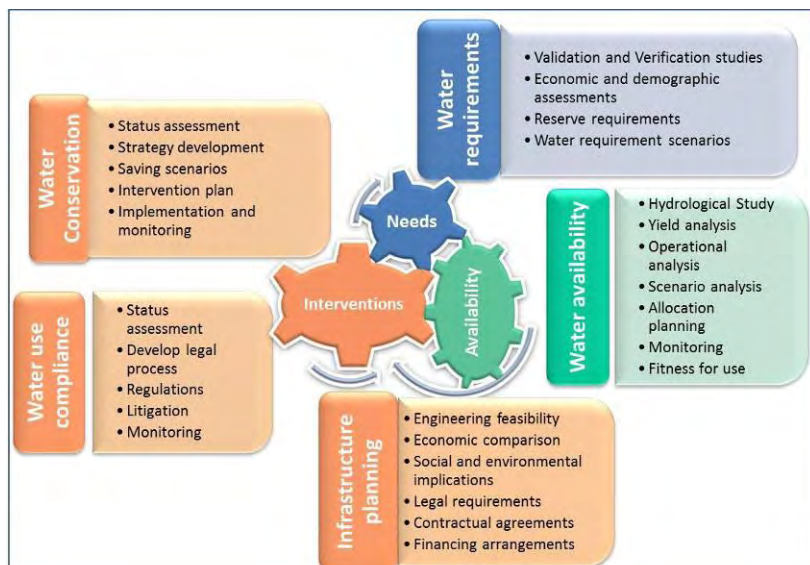 Water
requirements
• Validation and Verification studies
• Economic and demographic
assessments
• Reserve requirements
• Water requirement scenarios
Water
Conservation
• Status assessment
• Strategy development
• Saving scenarios
• Intervention plan
• Implementation and
monitoring
Needs
Interventions
Availability
Water availability
• Hydrological Study
• Yield analysis
• Operational
analysis
• Scenario analysis
• Allocation
planning
• Monitoring
• Fitness for use
Water use
compliance
• Status
assessment
• Develop legal
process
• Regulations
• Litigation
• Monitoring
Infrastructure
planning
• Engineering feasibility
• Economic comparison
• Social and environmental
implications
• Legal requirements
• Contractual agreements
• Financing arrangements